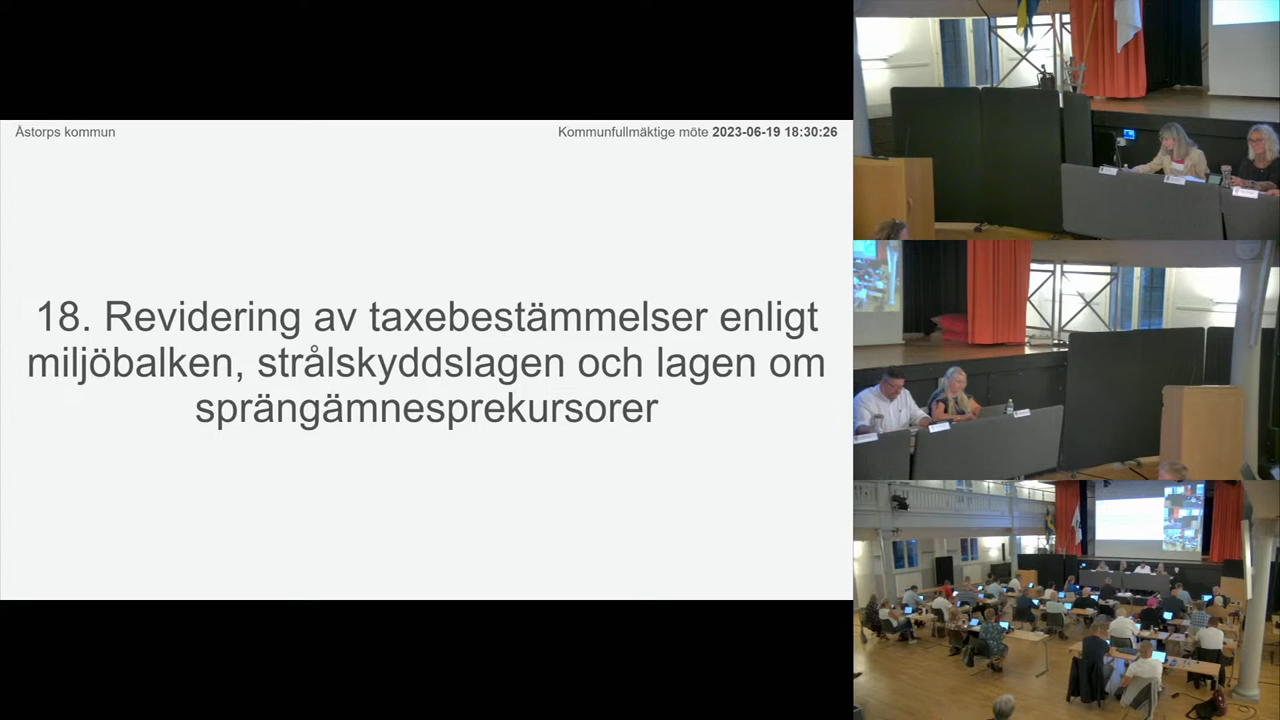 Åstorps kommun
Kommunfullmäktige möte 2023-06-19 18:30:26
18. Revidering av taxebestämmelser enligt
miljöbalken, strålskyddslagen och lagen om
sprängämnesprekursorer